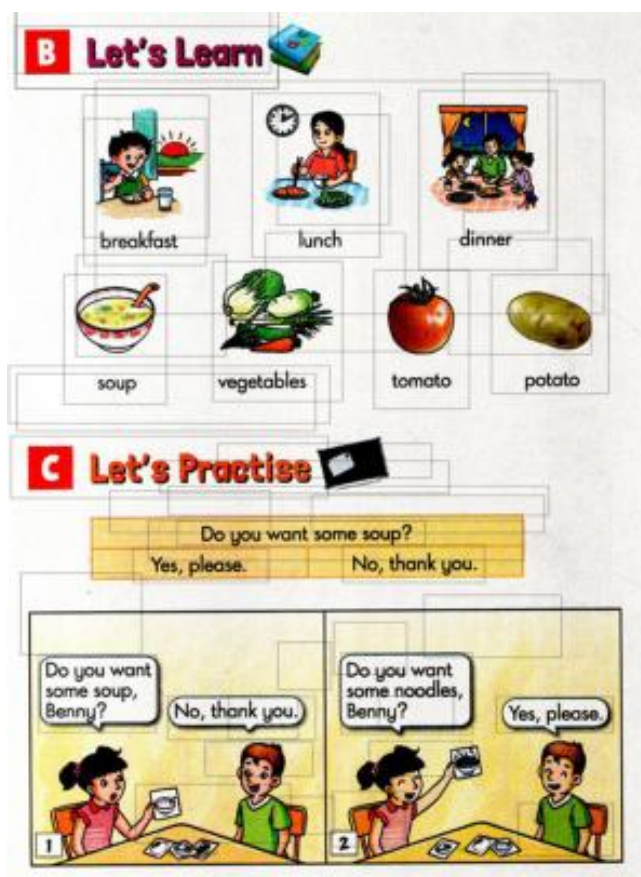 B Let's Learn
breakfast lunch dinner
soup vegetables tomato potato
C Let's Practise
Do you want some soup?
Yes, please. No, thank you.
Do you want
some soup,
Benny?
No, thank you.
1
Do you want
some noodles,
Benny?
Yes, please.
2